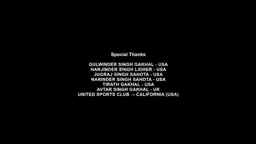 Special Thanks
GULWINDER SINGH GAKHAL - USA
HARJINDER SINGH LIDHER - USA
JUGRAJ SINGH SAHOTA - USA
NARINDER SINGH SAHOTA - USA
TIRATH GAKHAL - USA
AVTAR SINGH GAKHAL - UK
UNITED SPORTS CLUB – CALIFORNIA (USA)